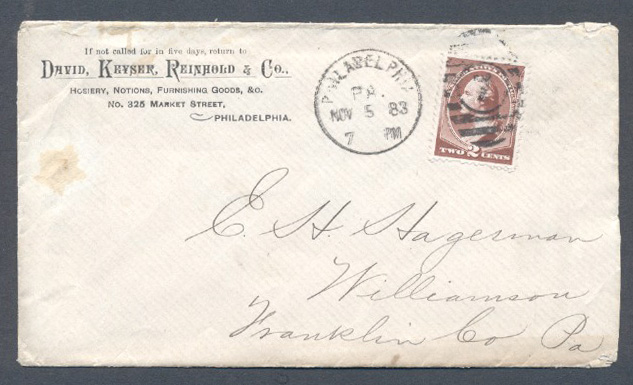 If not called for in five days, return to
DAVID, KEYSER, REINHOLD & CO.,
HOSIERY, NOTIONS, FURNISHING GOODS, &C.
NO. 325 MARKET STREET,
PHILADELPHIA.
PHILADELPHIA
PA.
NOV 5 83
7 PM
TWO 2 CENTS
E. H. Hagerman
Williamson
Franklin Co Pa